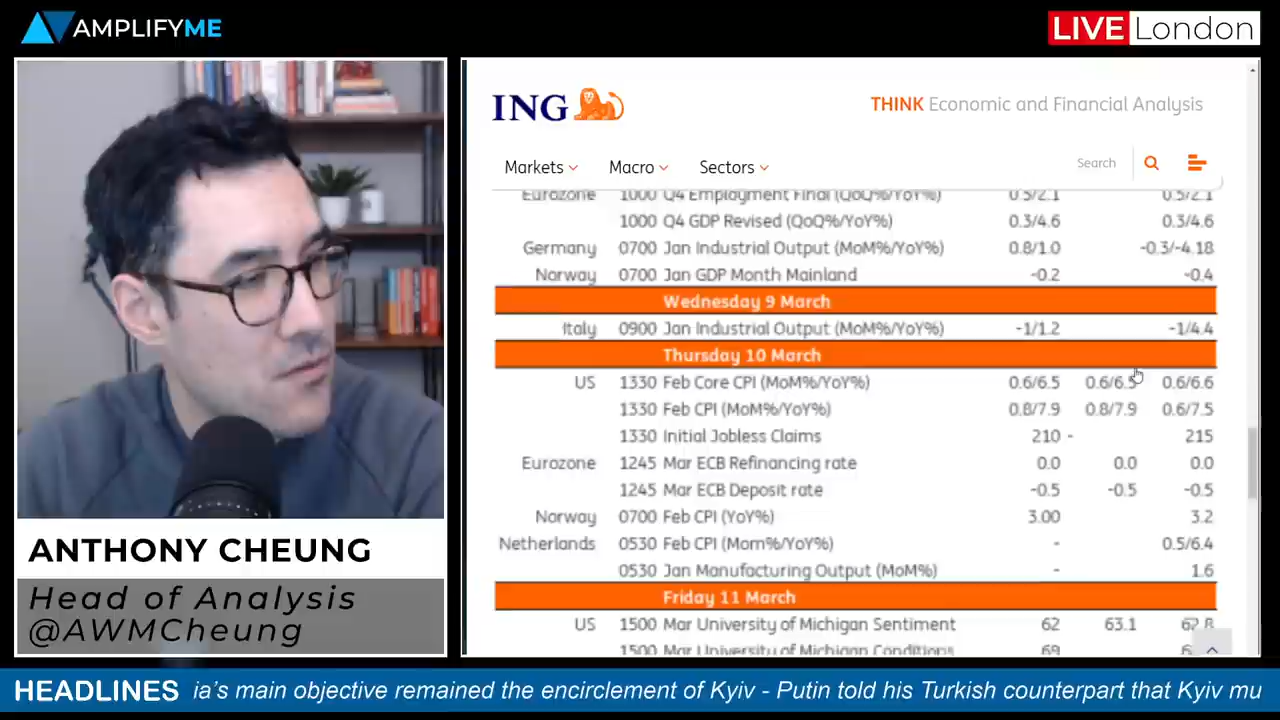 AMPLIFYME
LIVE London
ING
THINK Economic and Financial Analysis
Markets Macro Sectors Search
Eurozone 1000 Q4 Employment Final (QoQ%/YoY%) 0.5/2.1 0.5/2.1
1000 Q4 GDP Revised (QoQ%/YoY%) 0.3/4.6 0.3/4.6
Germany 0700 Jan Industrial Output (MoM%/YoY%) 0.8/1.0 -0.3/-4.18
Norway 0700 Jan GDP Month Mainland -0.2 -0.4
Wednesday 9 March
Italy 0900 Jan Industrial Output (MoM%/YoY%) -1/1.2 -1/4.4
Thursday 10 March
US 1330 Feb Core CPI (MoM%/YoY%) 0.6/6.5 0.6/6.5 0.6/6.6
1330 Feb CPI (MoM%/YoY%) 0.8/7.9 0.8/7.9 0.6/7.5
1330 Initial Jobless Claims 210 - 215
Eurozone 1245 Mar ECB Refinancing rate 0.0 0.0 0.0
1245 Mar ECB Deposit rate -0.5 -0.5 -0.5
Norway 0700 Feb CPI (YoY%) 3.00 3.2
Netherlands 0530 Feb CPI (Mom%/YoY%) - 0.5/6.4
0530 Jan Manufacturing Output (MoM%) - 1.6
Friday 11 March
US 1500 Mar University of Michigan Sentiment 62 63.1 62.8
1500 Mar University of Michigan Conditions 69
ANTHONY CHEUNG
Head of Analysis
@AWMCheung
HEADLINES ia's main objective remained the encirclement of Kyiv - Putin told his Turkish counterpart that Kyiv mu